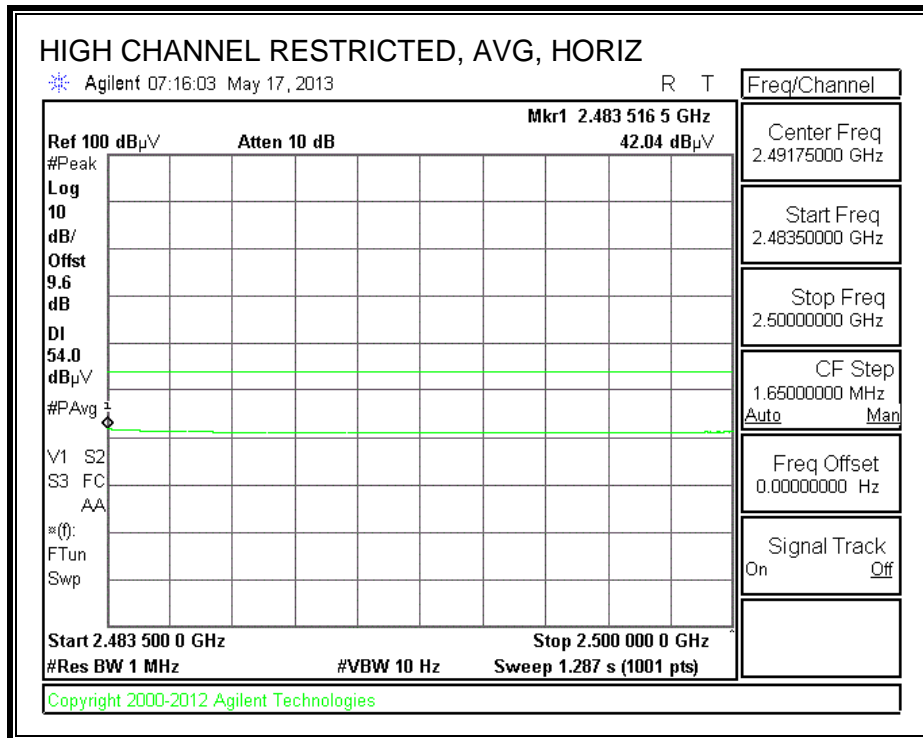 HIGH CHANNEL RESTRICTED, AVG, HORIZ
Agilent 07:16:03 May 17, 2013 R T
Mkr1 2.483 516 5 GHz
Ref 100 dBµV Atten 10 dB 42.04 dBµV
#Peak
Log
10
dB/
Offst
9.6
dB
DI
54.0
dBµV
#PAvg
1
V1 S2
S3 FC
AA
¤(f):
FTun
Swp
Start 2.483 500 0 GHz Stop 2.500 000 0 GHz
#Res BW 1 MHz #VBW 10 Hz Sweep 1.287 s (1001 pts)
Copyright 2000-2012 Agilent Technologies
Freq/Channel
Center Freq
2.49175000 GHz
Start Freq
2.48350000 GHz
Stop Freq
2.50000000 GHz
CF Step
1.65000000 MHz
Auto Man
Freq Offset
0.00000000 Hz
Signal Track
On Off